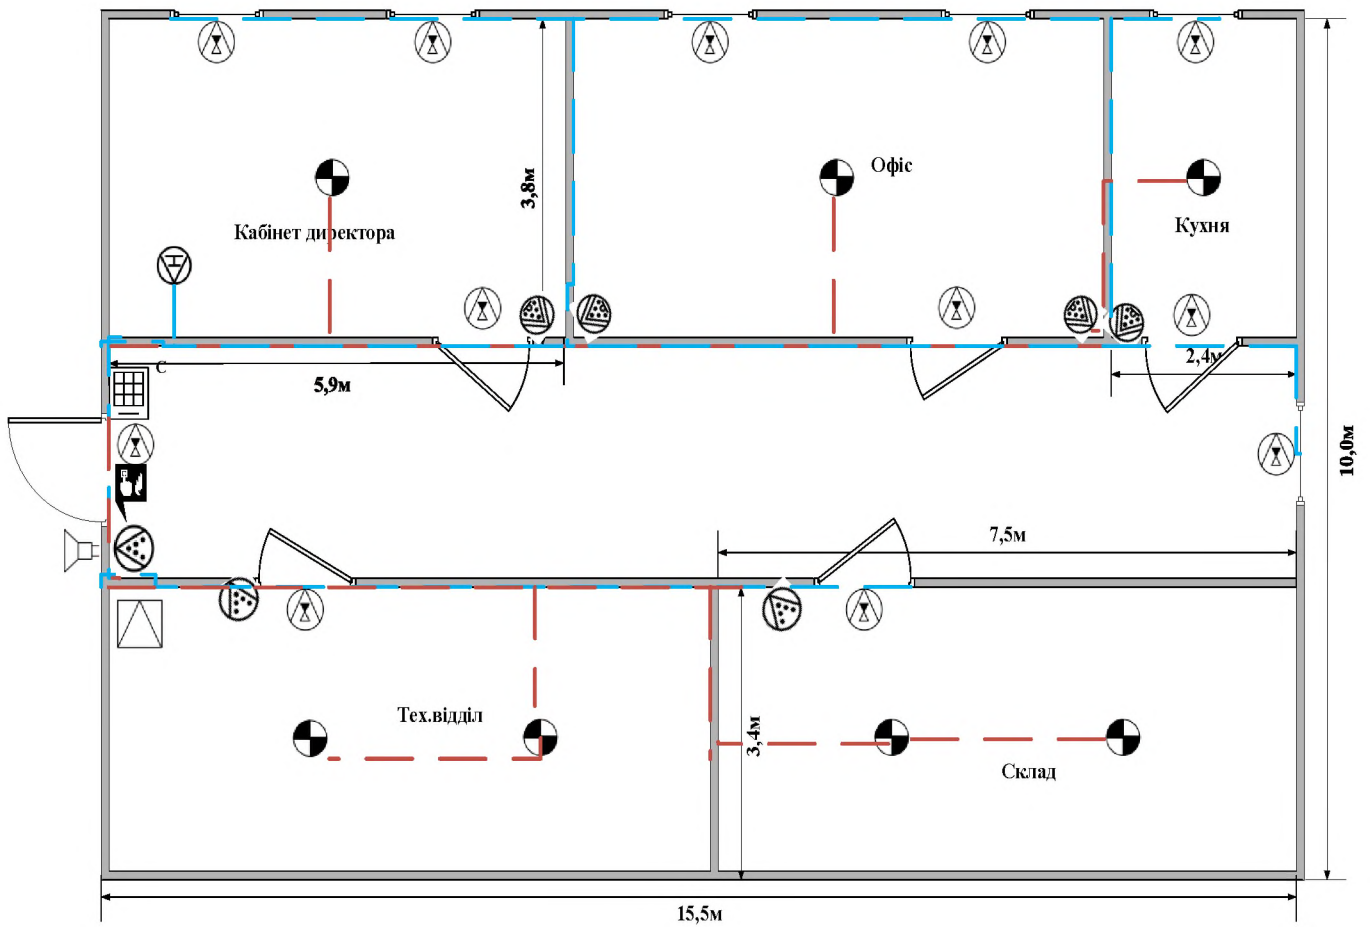 Офіс
3,8м
Кабінет директора
Кухня
H
2,4м
С
5,9м
10,0м
7,5м
Тех.відділ
3,4м
Склад
15,5м